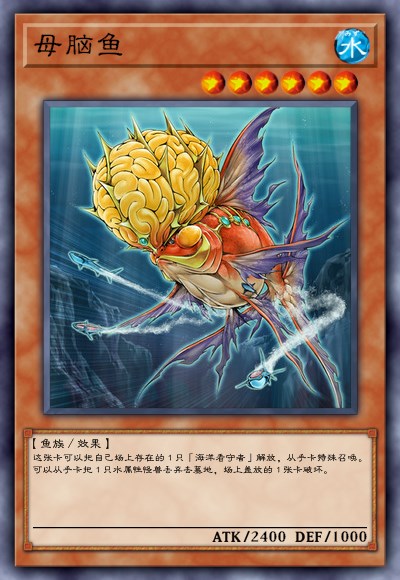 母脑鱼
水
【鱼族／效果】
这张卡可以把自己场上存在的1只「海洋看守者」解放，从手卡特殊召唤。
可以从手卡把1只水属性怪兽丢弃去墓地，场上盖放的1张卡破坏。
ATK/2400 DEF/1000